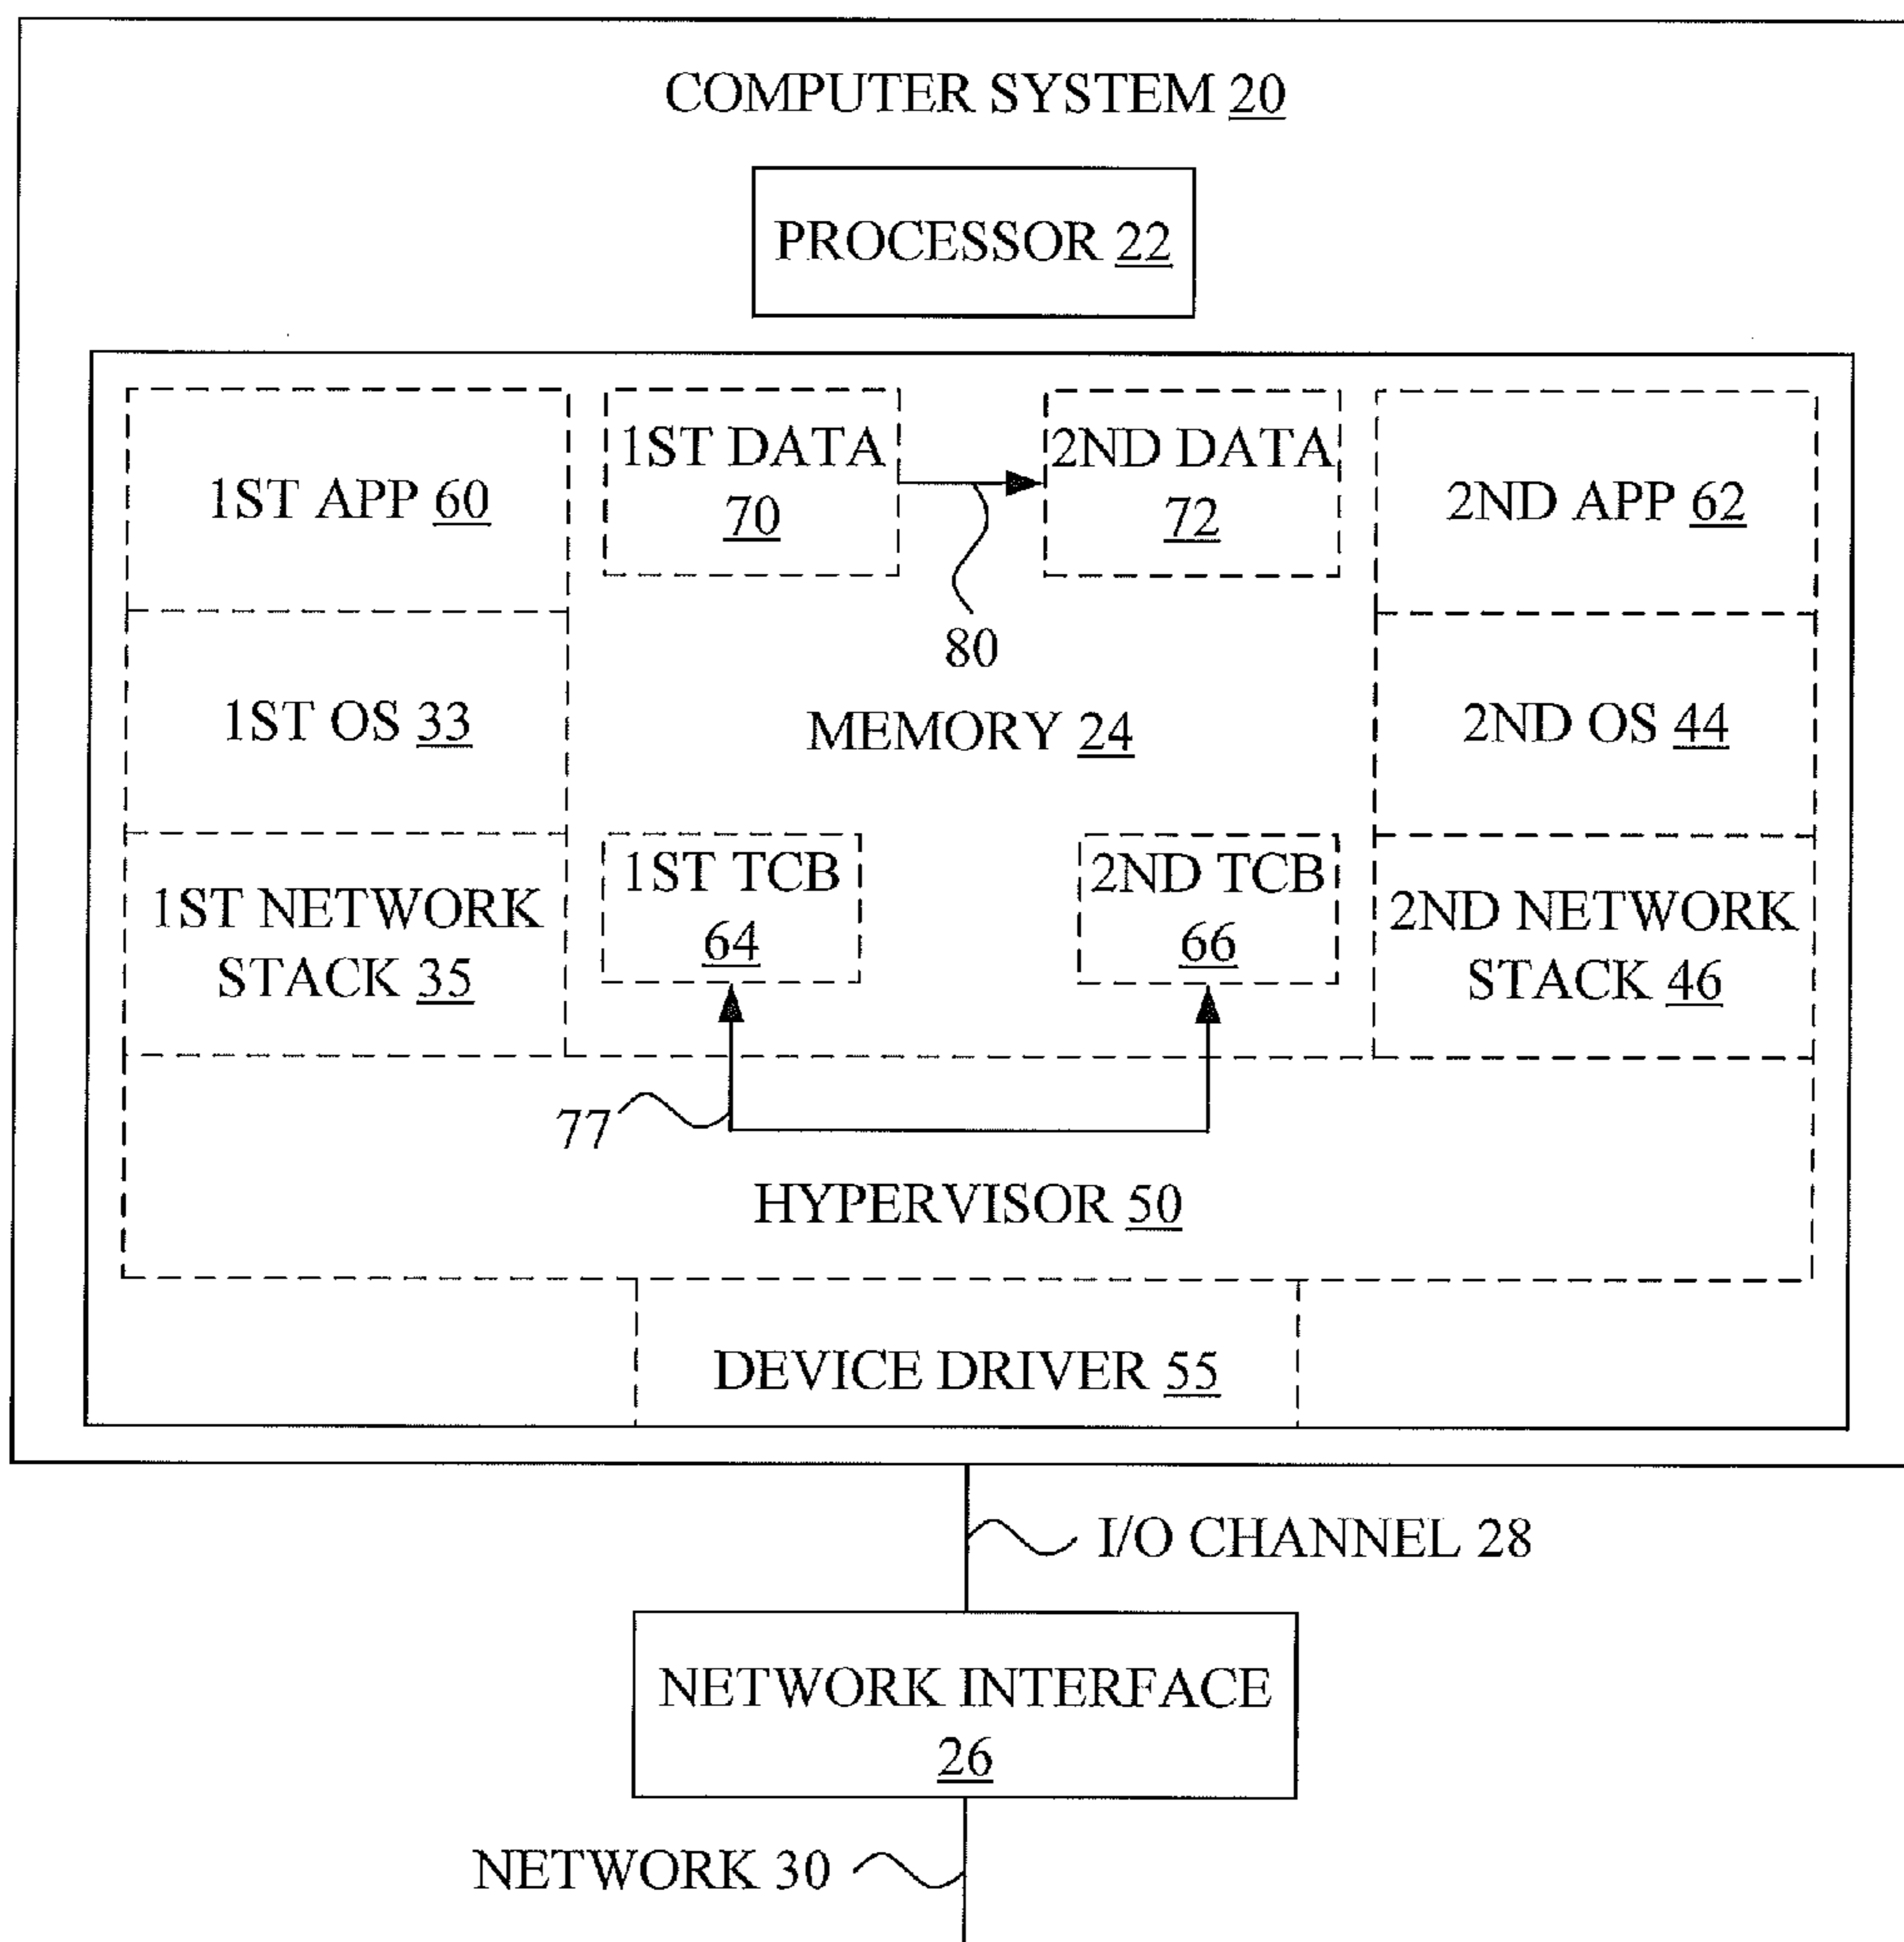 COMPUTER SYSTEM 20
PROCESSOR 22
1ST APP 60
1ST DATA
70
2ND DATA
72
2ND APP 62
80
1ST OS 33
MEMORY 24
2ND OS 44
1ST NETWORK
STACK 35
1ST TCB
64
2ND TCB
66
2ND NETWORK
STACK 46
77
HYPERVISOR 50
DEVICE DRIVER 55
I/O CHANNEL 28
NETWORK INTERFACE
26
NETWORK 30